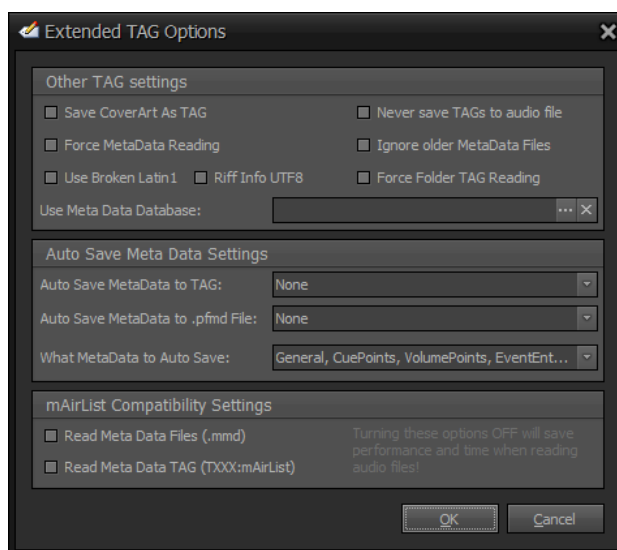 Extended TAG Options
Other TAG settings
Save CoverArt As TAG
Never save TAGs to audio file
Force MetaData Reading
Ignore older MetaData Files
Use Broken Latin1
Riff Info UTF8
Force Folder TAG Reading
Use Meta Data Database:
Auto Save Meta Data Settings
Auto Save MetaData to TAG:
None
Auto Save MetaData to .pfmd File:
None
What MetaData to Auto Save:
General, CuePoints, VolumePoints, EventEnt...
mAirList Compatibility Settings
Read Meta Data Files (.mmd)
Read Meta Data TAG (TXXX:mAirList)
Turning these options OFF will save
performance and time when reading
audio files!
OK
Cancel